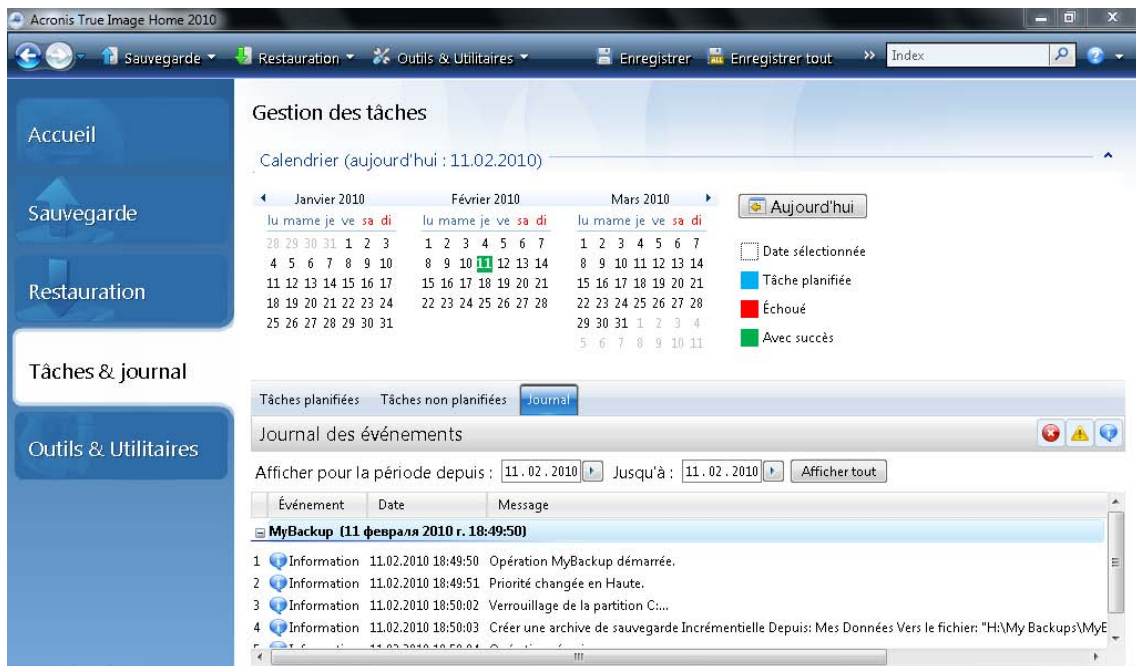 Acronis True Image Home 2010
Sauvegarde Restauration Outils & Utilitaires Enregistrer Enregistrer tout >> Index
Accueil
Sauvegarde
Restauration
Tâches & journal
Outils & Utilitaires
Gestion des tâches
Calendrier (aujourd'hui : 11.02.2010)
Janvier 2010 Février 2010 Mars 2010
lu ma me je ve sa di lu ma me je ve sa di lu ma me je ve sa di
28 29 30 31 1 2 3 1 2 3 4 5 6 7 1 2 3 4 5 6 7
4 5 6 7 8 9 10 8 9 10 11 12 13 14 8 9 10 11 12 13 14
11 12 13 14 15 16 17 15 16 17 18 19 20 21 15 16 17 18 19 20 21
18 19 20 21 22 23 24 22 23 24 25 26 27 28 22 23 24 25 26 27 28
25 26 27 28 29 30 31 29 30 31 1 2 3 4
5 6 7 8 9 10 11
Aujourd'hui
Date sélectionnée
Tâche planifiée
Échoué
Avec succès
Tâches planifiées Tâches non planifiées Journal
Journal des événements
Afficher pour la période depuis : 11.02.2010 Jusqu'à : 11.02.2010 Afficher tout
Événement Date Message
MyBackup (11 февраля 2010 г. 18:49:50)
1 Information 11.02.2010 18:49:50 Opération MyBackup démarrée.
2 Information 11.02.2010 18:49:51 Priorité changée en Haute.
3 Information 11.02.2010 18:50:02 Verrouillage de la partition C:...
4 Information 11.02.2010 18:50:03 Créer une archive de sauvegarde Incrémentielle Depuis: Mes Données Vers le fichier: "H:\My Backups\MyE